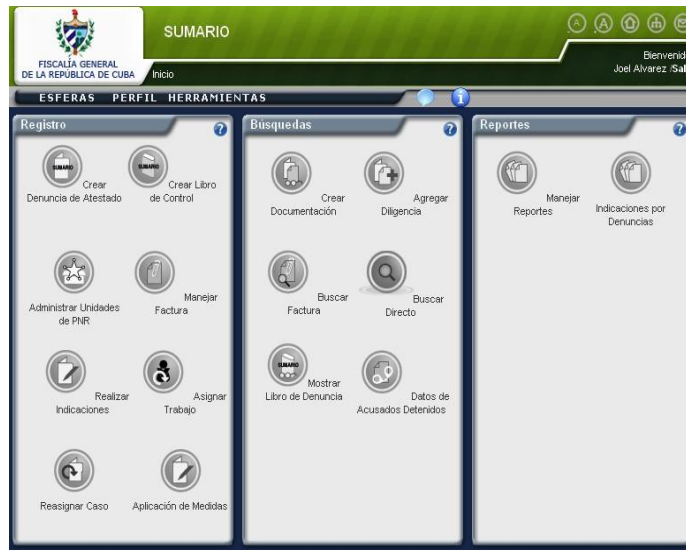 SUMARIO
FISCALÍA GENERAL
DE LA REPÚBLICA DE CUBA
Inicio
Bienvenid
Joel Alvarez /Sal
ESFERAS PERFIL HERRAMIENTAS
Registro
Crear
Denuncia de Atestado
Crear Libro
de Control
Administrar Unidades
de PNR
Manejar
Factura
Realizar
Indicaciones
Asignar
Trabajo
Reasignar Caso
Aplicación de Medidas
Búsquedas
Crear
Documentación
Agregar
Diligencia
Buscar
Factura
Buscar
Directo
Mostrar
Libro de Denuncia
Datos de
Acusados Detenidos
Reportes
Manejar
Reportes
Indicaciones por
Denuncias